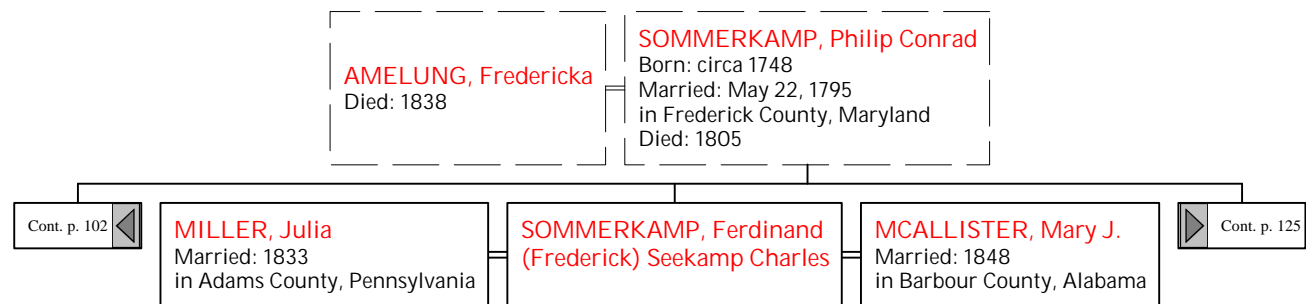 AMELUNG, Fredericka
Died: 1838
SOMMERKAMP, Philip Conrad
Born: circa 1748
Married: May 22, 1795
in Frederick County, Maryland
Died: 1805
Cont. p. 102
MILLER, Julia
Married: 1833
in Adams County, Pennsylvania
SOMMERKAMP, Ferdinand
(Frederick) Seekamp Charles
MCALLISTER, Mary J.
Married: 1848
in Barbour County, Alabama
Cont. p. 125